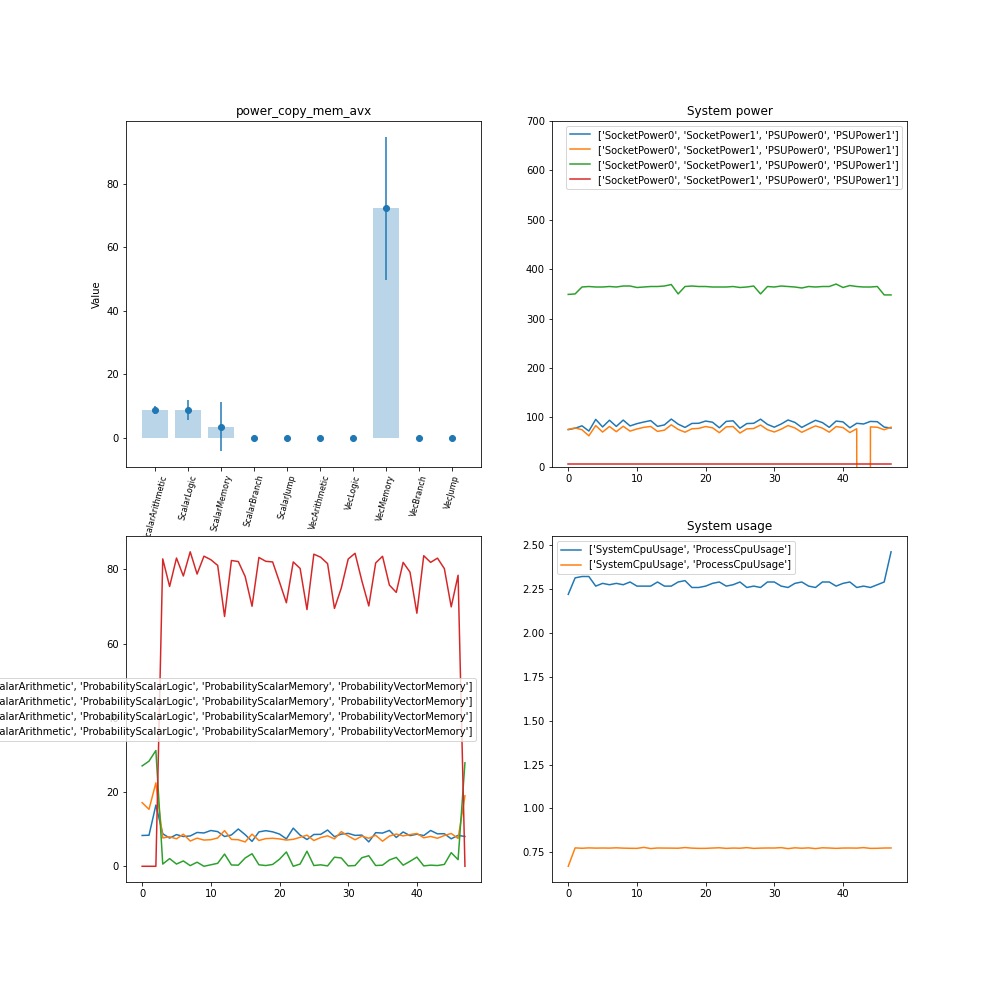 power_copy_mem_avx
Value
80
60
40
20
0
ScalarLogic
ScalarMemory
ScalarBranch
ScalarJump
VecArithmetic
VecLogic
VecMemory
VecBranch
VecJump
System power
700
600
500
400
300
200
100
0
['SocketPower0', 'SocketPower1', 'PSUPower0', 'PSUPower1']
['SocketPower0', 'SocketPower1', 'PSUPower0', 'PSUPower1']
['SocketPower0', 'SocketPower1', 'PSUPower0', 'PSUPower1']
['SocketPower0', 'SocketPower1', 'PSUPower0', 'PSUPower1']
0 10 20 30 40
80
60
20
0
alarArithmetic', 'ProbabilityScalarLogic', 'ProbabilityScalarMemory', 'ProbabilityVectorMemory']
alarArithmetic', 'ProbabilityScalarLogic', 'ProbabilityScalarMemory', 'ProbabilityVectorMemory']
alarArithmetic', 'ProbabilityScalarLogic', 'ProbabilityScalarMemory', 'ProbabilityVectorMemory']
alarArithmetic', 'ProbabilityScalarLogic', 'ProbabilityScalarMemory', 'ProbabilityVectorMemory']
0 10 20 30 40
System usage
2.50
2.25
2.00
1.75
1.50
1.25
1.00
0.75
['SystemCpuUsage', 'ProcessCpuUsage']
['SystemCpuUsage', 'ProcessCpuUsage']
0 10 20 30 40